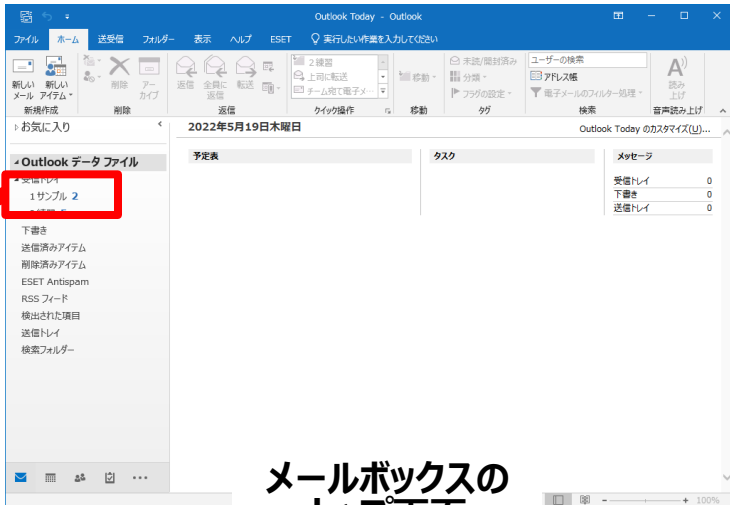 Outlook Today - Outlook
ファイル ホーム 送受信 フォルダー 表示 ヘルプ ESET 実行したい作業を入力してください
新しい メール
新しい アイテム
削除
アーカイブ
返信
全員に 返信
転送
2 練習
上司に転送
チーム宛て電子メ…
移動
未読/開封済み
分類
フラグの設定
ユーザーの検索
アドレス帳
電子メールのフィルター処理
読み上げ
新規作成 削除 返信 クイック操作 移動 タグ 検索 音声読み上げ
お気に入り
2022年5月19日木曜日
Outlook Today のカスタマイズ(U)...
Outlook データ ファイル
予定表 タスク メッセージ
受信トレイ
1サンプル 2
受信トレイ 0
下書き 0
送信トレイ 0
下書き
送信済みアイテム
削除済みアイテム
ESET Antispam
RSS フィード
検出された項目
送信トレイ
検索フォルダー
メールボックスの
100%